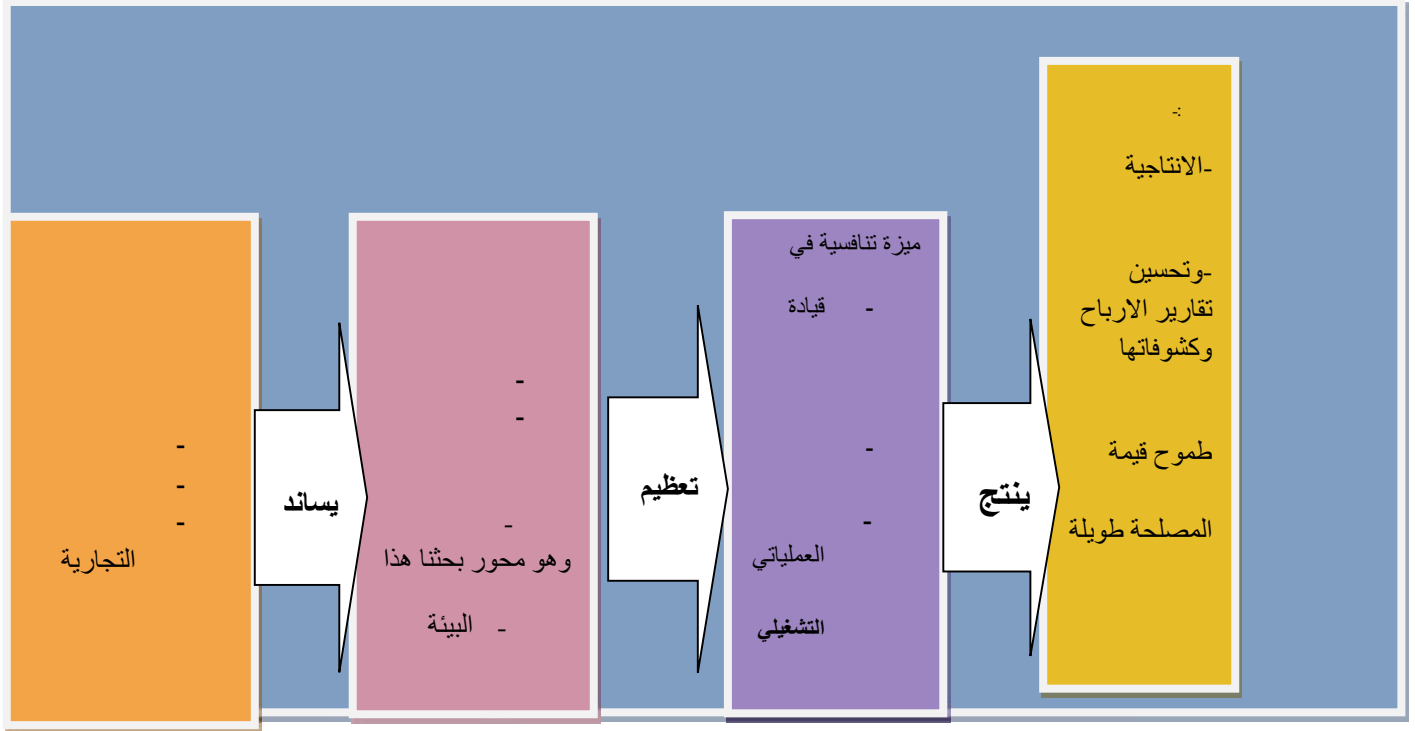 :-
-الانتاجية
-وتحسين
تقارير الارباح
وكشوفاتها
طموح قيمة
المصلحة طويلة
ينتج
ميزة تنافسية في
- قيادة
-
-
العملياتي
التشغيلي
تعظيم
-
-
-
وهو محور بحثنا هذا
- البيئة
يساند
-
-
-
التجارية